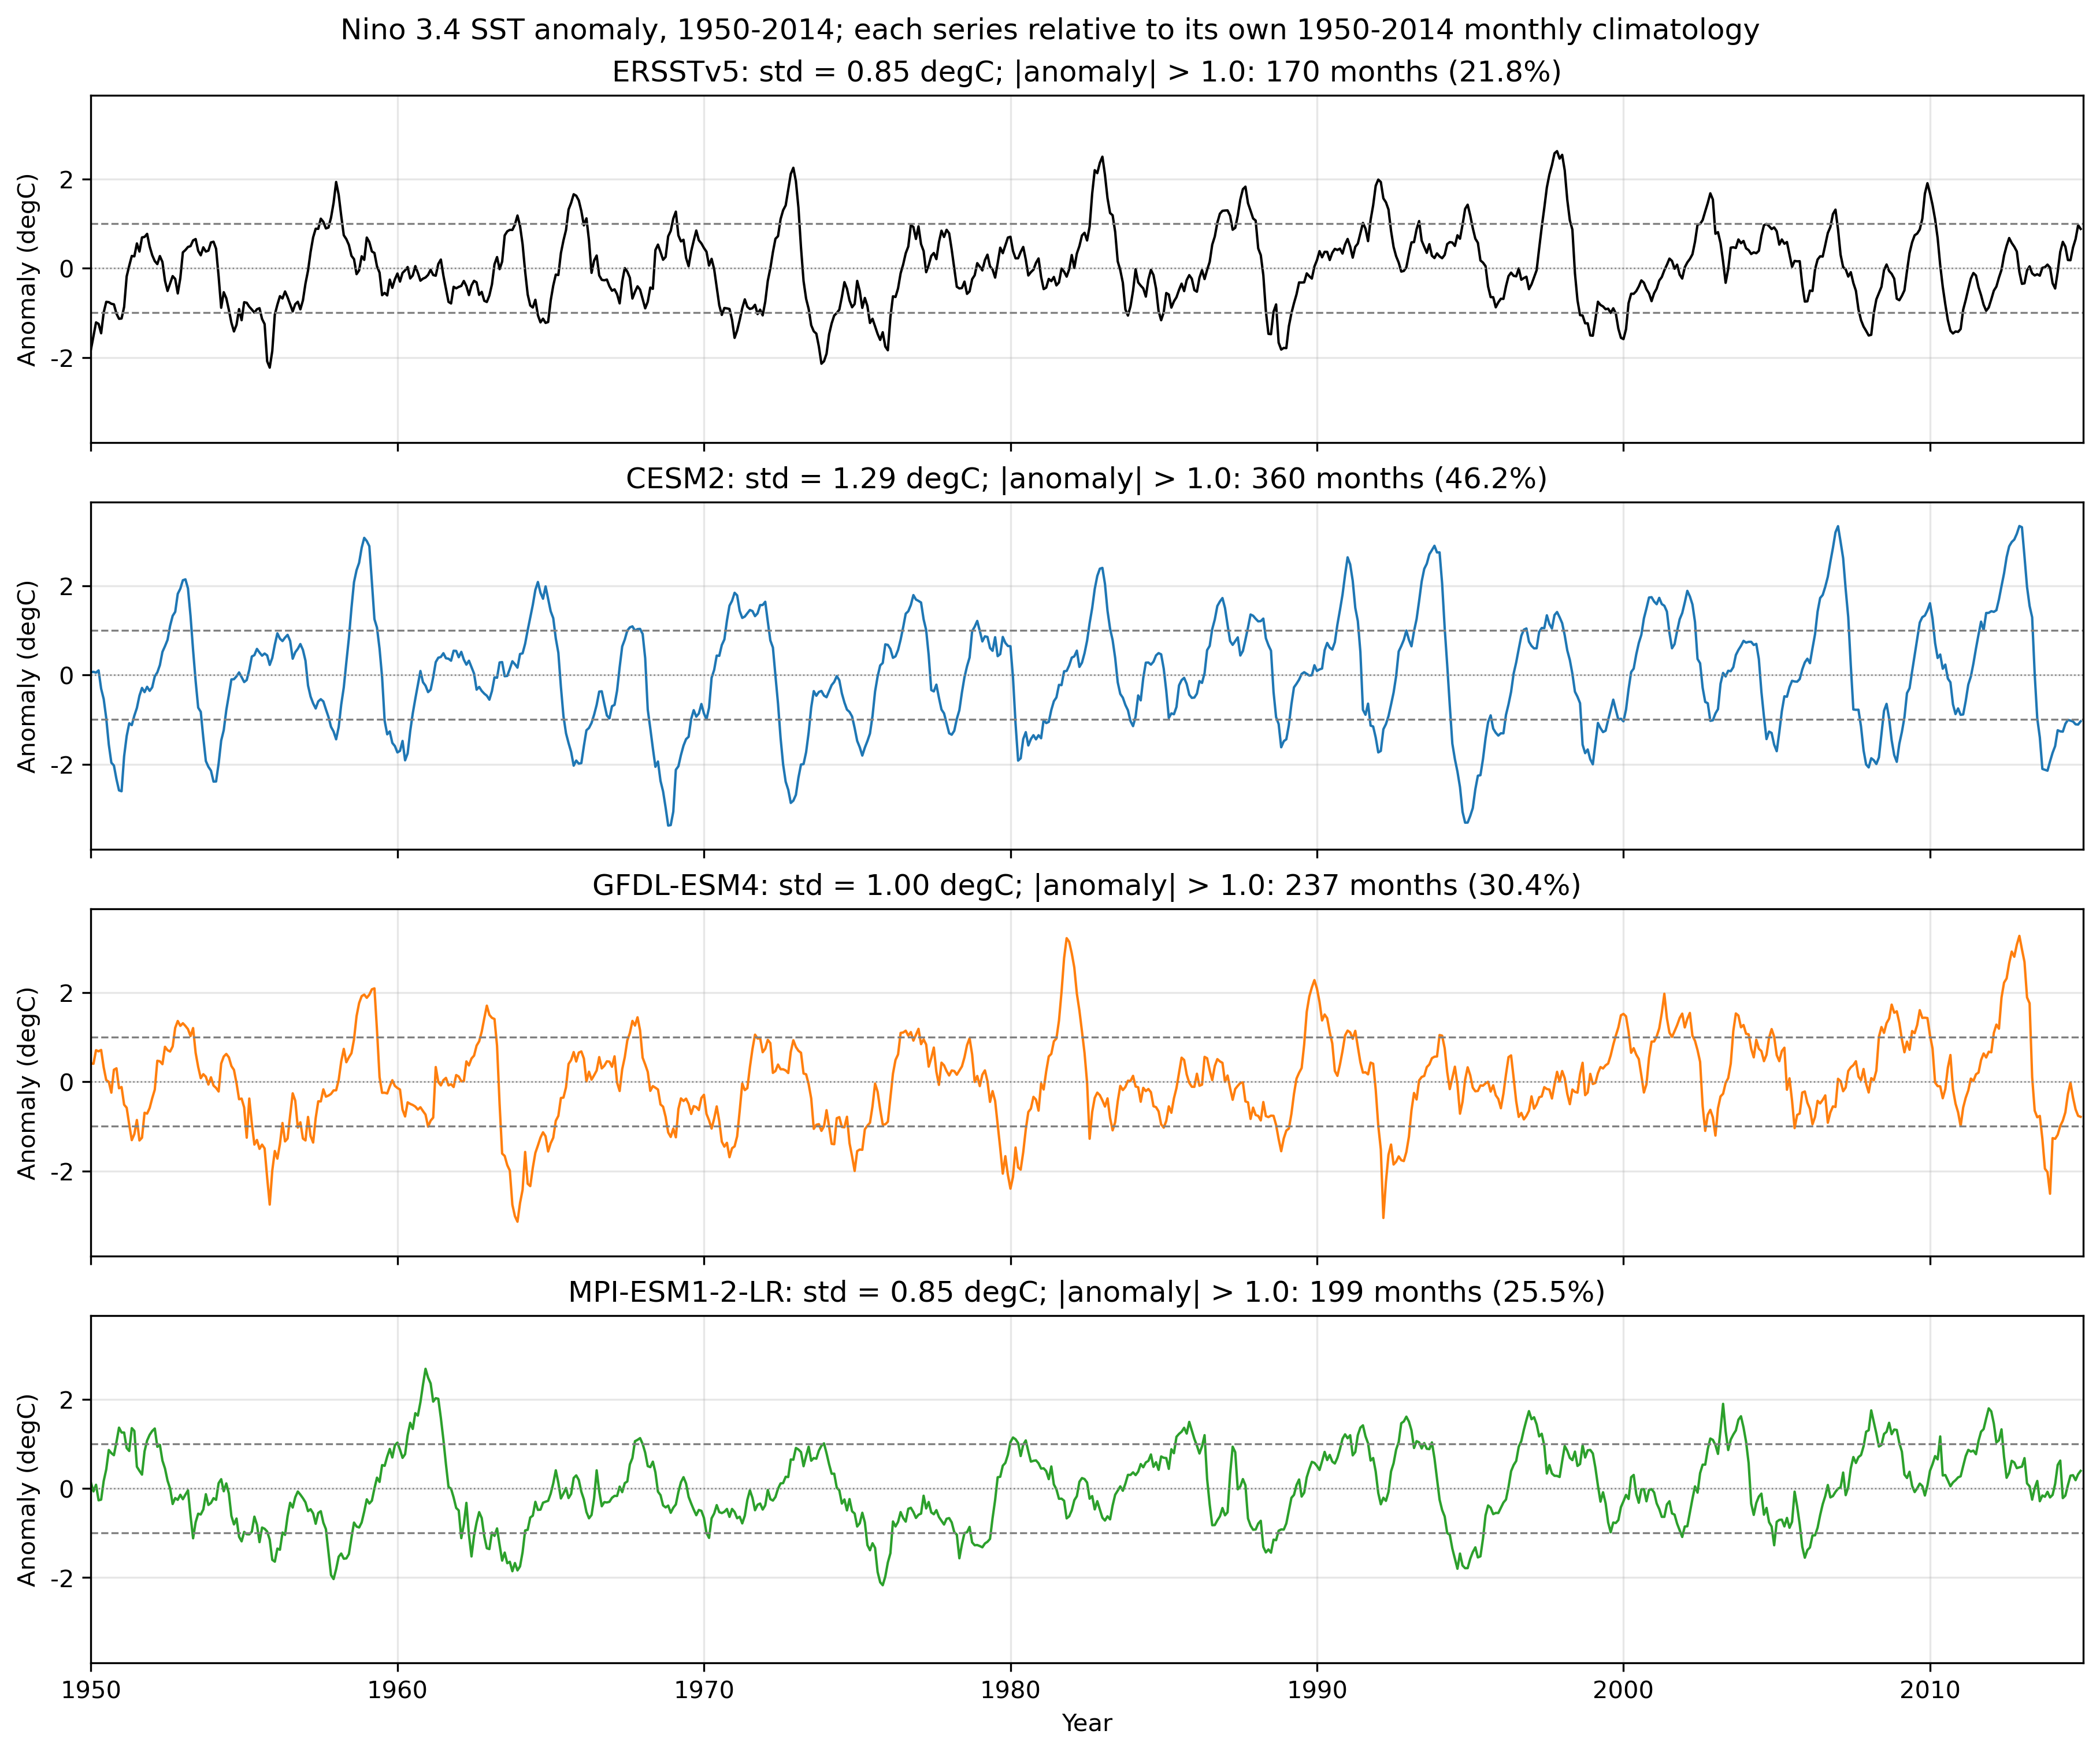 Nino 3.4 SST anomaly, 1950-2014; each series relative to its own 1950-2014 monthly climatology
ERSSTv5: std = 0.85 degC; |anomaly| > 1.0: 170 months (21.8%)
Anomaly (degC)
2
0
-2
CESM2: std = 1.29 degC; |anomaly| > 1.0: 360 months (46.2%)
Anomaly (degC)
2
0
-2
GFDL-ESM4: std = 1.00 degC; |anomaly| > 1.0: 237 months (30.4%)
Anomaly (degC)
2
0
-2
MPI-ESM1-2-LR: std = 0.85 degC; |anomaly| > 1.0: 199 months (25.5%)
Anomaly (degC)
2
0
-2
1950 1960 1970 1980 1990 2000 2010
Year